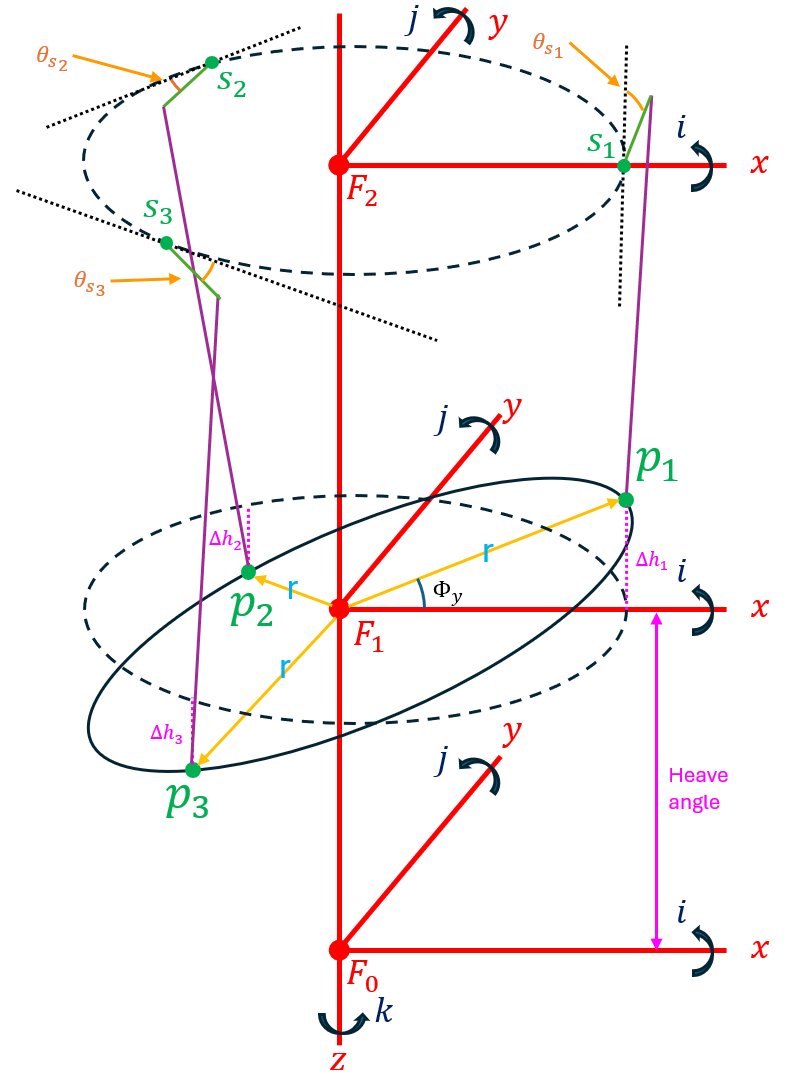 j
y
θs₂
θs₁
s₂
i
s₁
x
F₂
s₃
θs₃
y
j
p₁
Δh₂
r
Δh₁
i
Φy
r
p₂
x
F₁
r
Δh₃
y
j
p₃
Heave
angle
i
x
F₀
k
z